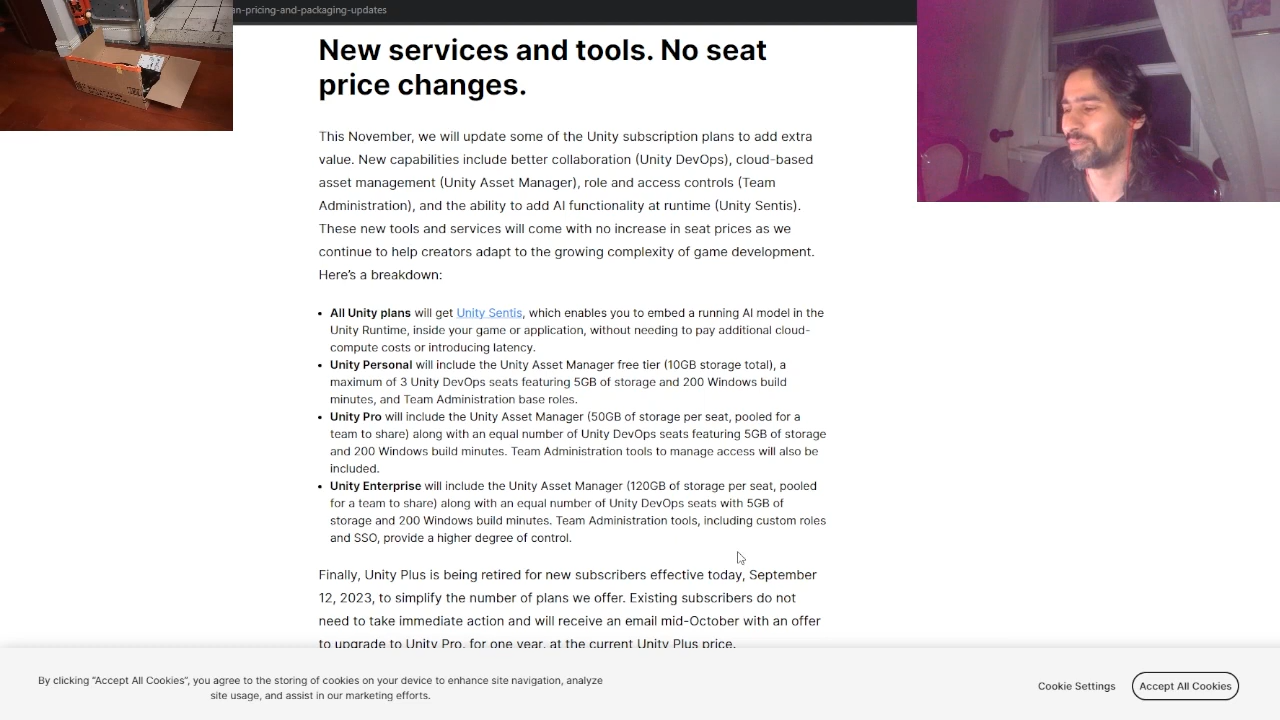 an-pricing-and-packaging-updates
New services and tools. No seat
price changes.
This November, we will update some of the Unity subscription plans to add extra
value. New capabilities include better collaboration (Unity DevOps), cloud-based
asset management (Unity Asset Manager), role and access controls (Team
Administration), and the ability to add AI functionality at runtime (Unity Sentis).
These new tools and services will come with no increase in seat prices as we
continue to help creators adapt to the growing complexity of game development.
Here's a breakdown:
• All Unity plans will get Unity Sentis, which enables you to embed a running AI model in the
Unity Runtime, inside your game or application, without needing to pay additional cloud-
compute costs or introducing latency.
• Unity Personal will include the Unity Asset Manager free tier (10GB storage total), a
maximum of 3 Unity DevOps seats featuring 5GB of storage and 200 Windows build
minutes, and Team Administration base roles.
• Unity Pro will include the Unity Asset Manager (50GB of storage per seat, pooled for a
team to share) along with an equal number of Unity DevOps seats featuring 5GB of storage
and 200 Windows build minutes. Team Administration tools to manage access will also be
included.
• Unity Enterprise will include the Unity Asset Manager (120GB of storage per seat, pooled
for a team to share) along with an equal number of Unity DevOps seats with 5GB of
storage and 200 Windows build minutes. Team Administration tools, including custom roles
and SSO, provide a higher degree of control.
Finally, Unity Plus is being retired for new subscribers effective today, September
12, 2023, to simplify the number of plans we offer. Existing subscribers do not
need to take immediate action and will receive an email mid-October with an offer
to upgrade to Unity Pro, for one year, at the current Unity Plus price.
By clicking "Accept All Cookies", you agree to the storing of cookies on your device to enhance site navigation, analyze
site usage, and assist in our marketing efforts.
Cookie Settings
Accept All Cookies